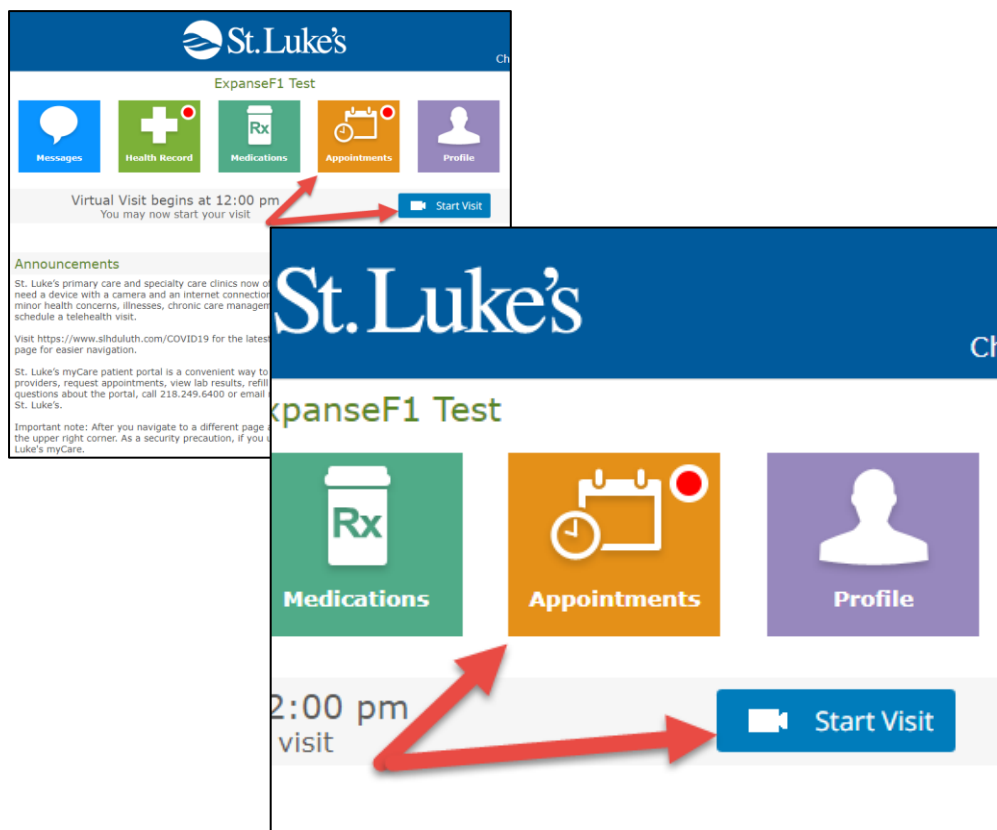 St. Luke's
Ch
ExpanseF1 Test
Messages
Health Record
Rx
Medications
Appointments
Profile
Virtual Visit begins at 12:00 pm
You may now start your visit
Start Visit
Announcements
St. Luke's primary care and specialty care clinics now
need a device with a camera and an internet connection
minor health concerns, illnesses, chronic care
schedule a telehealth visit.
Visit https://www.slhduluth.com/COVID19 for the latest
page for easier navigation.
St. Luke's myCare patient portal is a convenient way to
providers, request appointments, view lab results, refill
questions about the portal, call 218.249.6400 or email
St. Luke's.
Important note: After you navigate to a different page
the upper right corner. As a security precaution, if you
Luke's myCare.
St. Luke's
Ch
xpanseF1 Test
Rx
Medications
Appointments
Profile
2:00 pm
visit
Start Visit